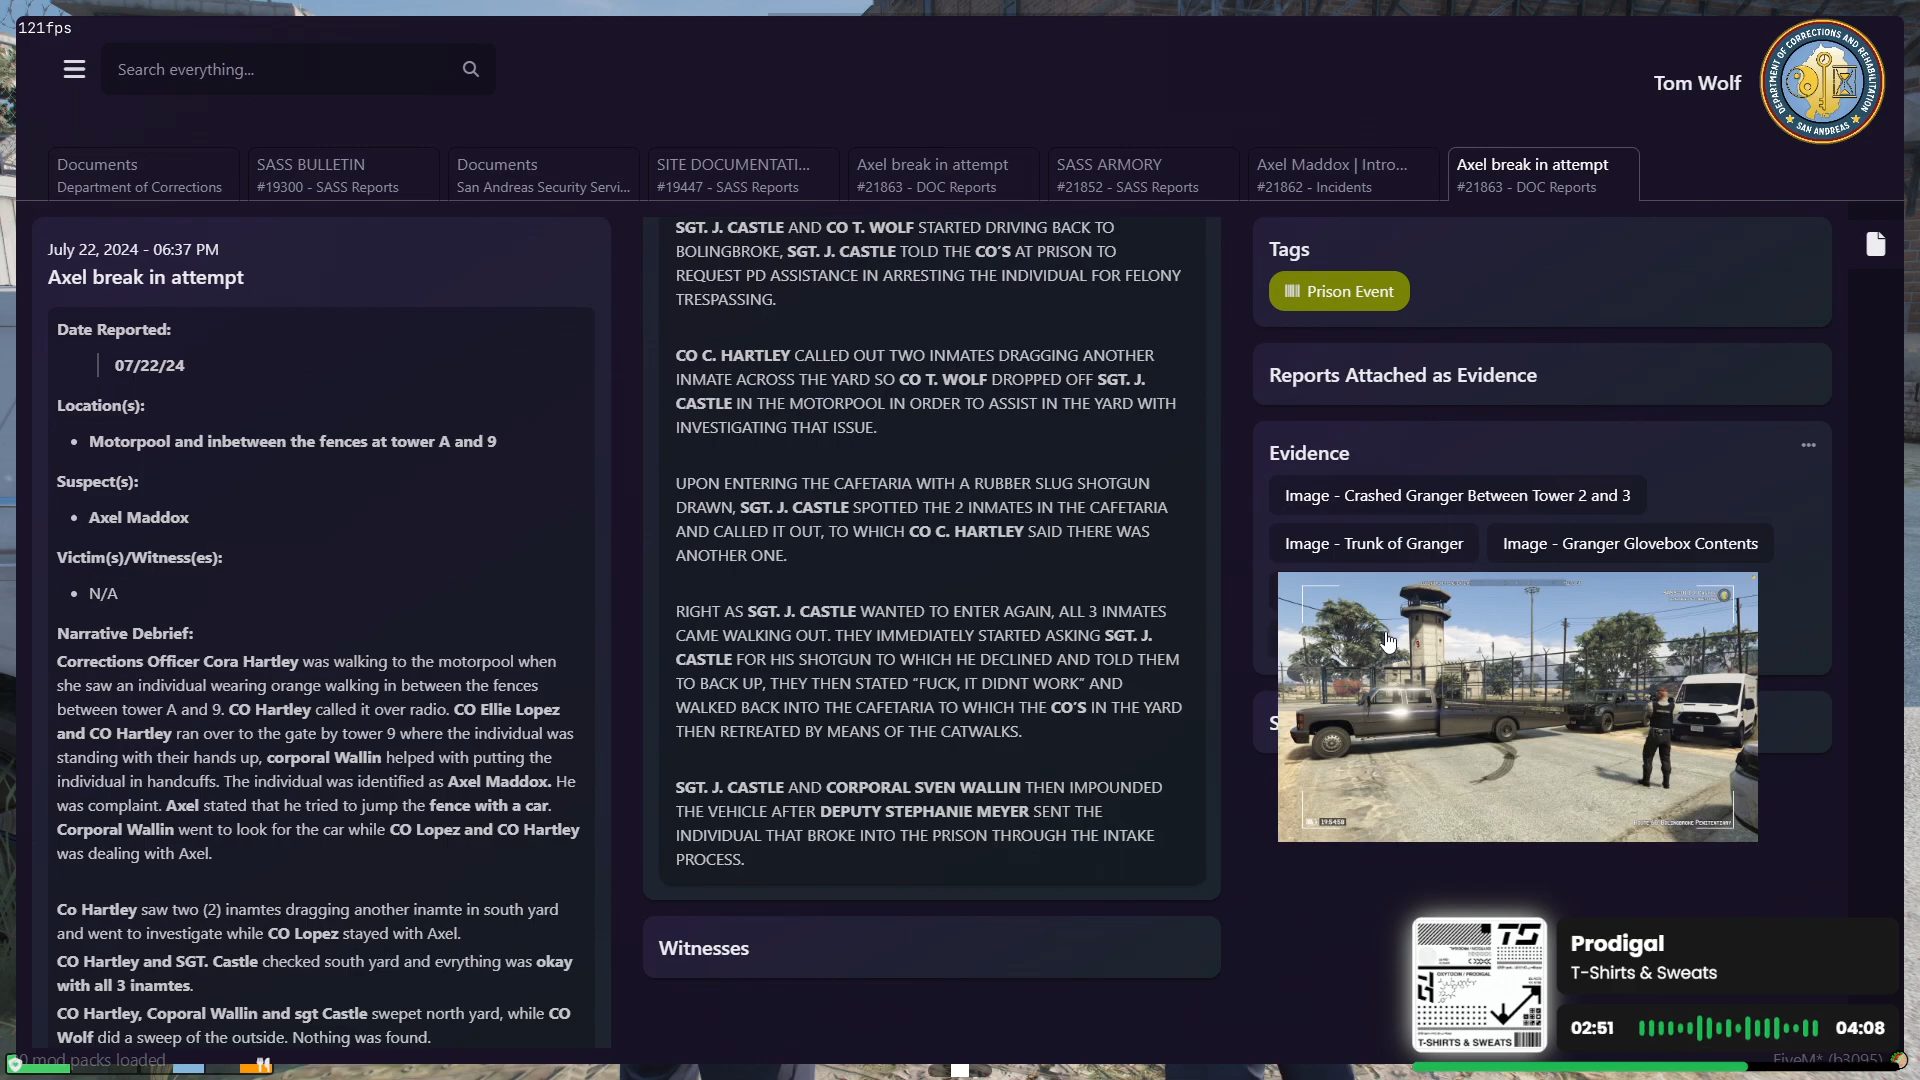 121fps
Search everything...
Tom Wolf
DEPARTMENT OF CORRECTIONS AND REHABILITATION
SAN ANDREAS
Documents
Department of Corrections
SASS BULLETIN
#19300 - SASS Reports
Documents
San Andreas Security Servi...
SITE DOCUMENTATI...
#19447 - SASS Reports
Axel break in attempt
#21863 - DOC Reports
SASS ARMORY
#21852 - SASS Reports
Axel Maddox | Intro...
#21862 - Incidents
Axel break in attempt
#21863 - DOC Reports
July 22, 2024 - 06:37 PM
Axel break in attempt
Date Reported:
07/22/24
Location(s):
• Motorpool and inbetween the fences at tower A and 9
Suspect(s):
• Axel Maddox
Victim(s)/Witness(es):
• N/A
Narrative Debrief:
Corrections Officer Cora Hartley was walking to the motorpool when
she saw an individual wearing orange walking in between the fences
between tower A and 9. CO Hartley called it over radio. CO Ellie Lopez
and CO Hartley ran over to the gate by tower 9 where the individual was
standing with their hands up, corporal Wallin helped with putting the
individual in handcuffs. The individual was identified as Axel Maddox. He
was complaint. Axel stated that he tried to jump the fence with a car.
Corporal Wallin went to look for the car while CO Lopez and CO Hartley
was dealing with Axel.
Co Hartley saw two (2) inamtes dragging another inamte in south yard
and went to investigate while CO Lopez stayed with Axel.
CO Hartley and SGT. Castle checked south yard and evrything was okay
with all 3 inamtes.
CO Hartley, Coporal Wallin and sgt Castle swepet north yard, while CO
Wolf did a sweep of the outside. Nothing was found.
SGT. J. CASTLE AND CO T. WOLF STARTED DRIVING BACK TO
BOLINGBROKE, SGT. J. CASTLE TOLD THE CO'S AT PRISON TO
REQUEST PD ASSISTANCE IN ARRESTING THE INDIVIDUAL FOR FELONY
TRESPASSING.
CO C. HARTLEY CALLED OUT TWO INMATES DRAGGING ANOTHER
INMATE ACROSS THE YARD SO CO T. WOLF DROPPED OFF SGT. J.
CASTLE IN THE MOTORPOOL IN ORDER TO ASSIST IN THE YARD WITH
INVESTIGATING THAT ISSUE.
UPON ENTERING THE CAFETARIA WITH A RUBBER SLUG SHOTGUN
DRAWN, SGT. J. CASTLE SPOTTED THE 2 INMATES IN THE CAFETARIA
AND CALLED IT OUT, TO WHICH CO C. HARTLEY SAID THERE WAS
ANOTHER ONE.
RIGHT AS SGT. J. CASTLE WANTED TO ENTER AGAIN, ALL 3 INMATES
CAME WALKING OUT. THEY IMMEDIATELY STARTED ASKING SGT. J.
CASTLE FOR HIS SHOTGUN TO WHICH HE DECLINED AND TOLD THEM
TO BACK UP, THEY THEN STATED “FUCK, IT DIDNT WORK” AND
WALKED BACK INTO THE CAFETARIA TO WHICH THE CO'S IN THE YARD
THEN RETREATED BY MEANS OF THE CATWALKS.
SGT. J. CASTLE AND CORPORAL SVEN WALLIN THEN IMPOUNDED
THE VEHICLE AFTER DEPUTY STEPHANIE MEYER SENT THE
INDIVIDUAL THAT BROKE INTO THE PRISON THROUGH THE INTAKE
PROCESS.
Witnesses
Tags
Prison Event
Reports Attached as Evidence
Evidence
Image - Crashed Granger Between Tower 2 and 3
Image - Trunk of Granger
Image - Granger Glovebox Contents
Prodigal
T-Shirts & Sweats
02:51
04:08
TS
OXYTOCIN / PRODIGAL
T-SHIRTS & SWEATS
0 mod packs loaded
FiveM* (b3095)